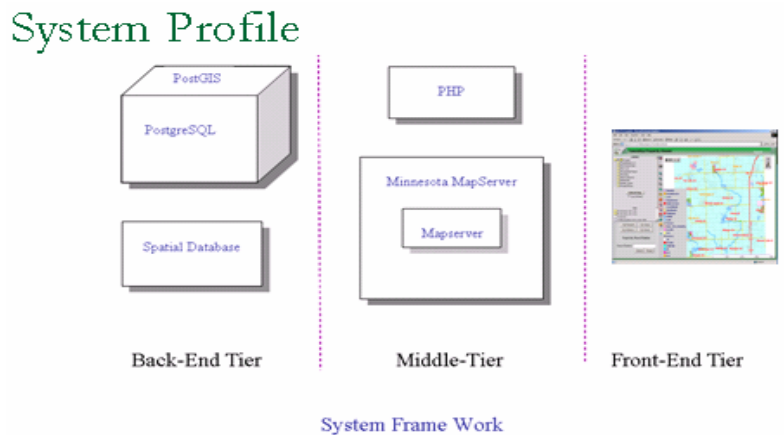 System Profile
PostGIS
PostgreSQL
Spatial Database
Back-End Tier
PHP
Minnesota MapServer
Mapserver
Middle-Tier
Front-End Tier
System Frame Work